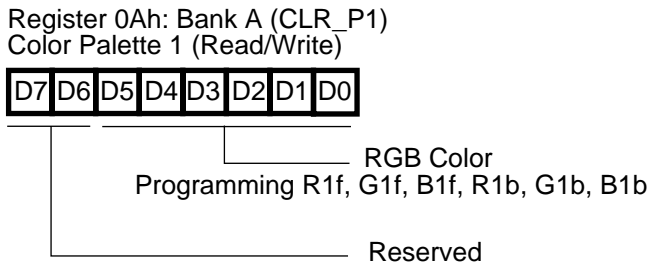 Register 0Ah: Bank A (CLR_P1)
Color Palette 1 (Read/Write)
D7 D6 D5 D4 D3 D2 D1 D0
RGB Color
Programming R1f, G1f, B1f, R1b, G1b, B1b
Reserved